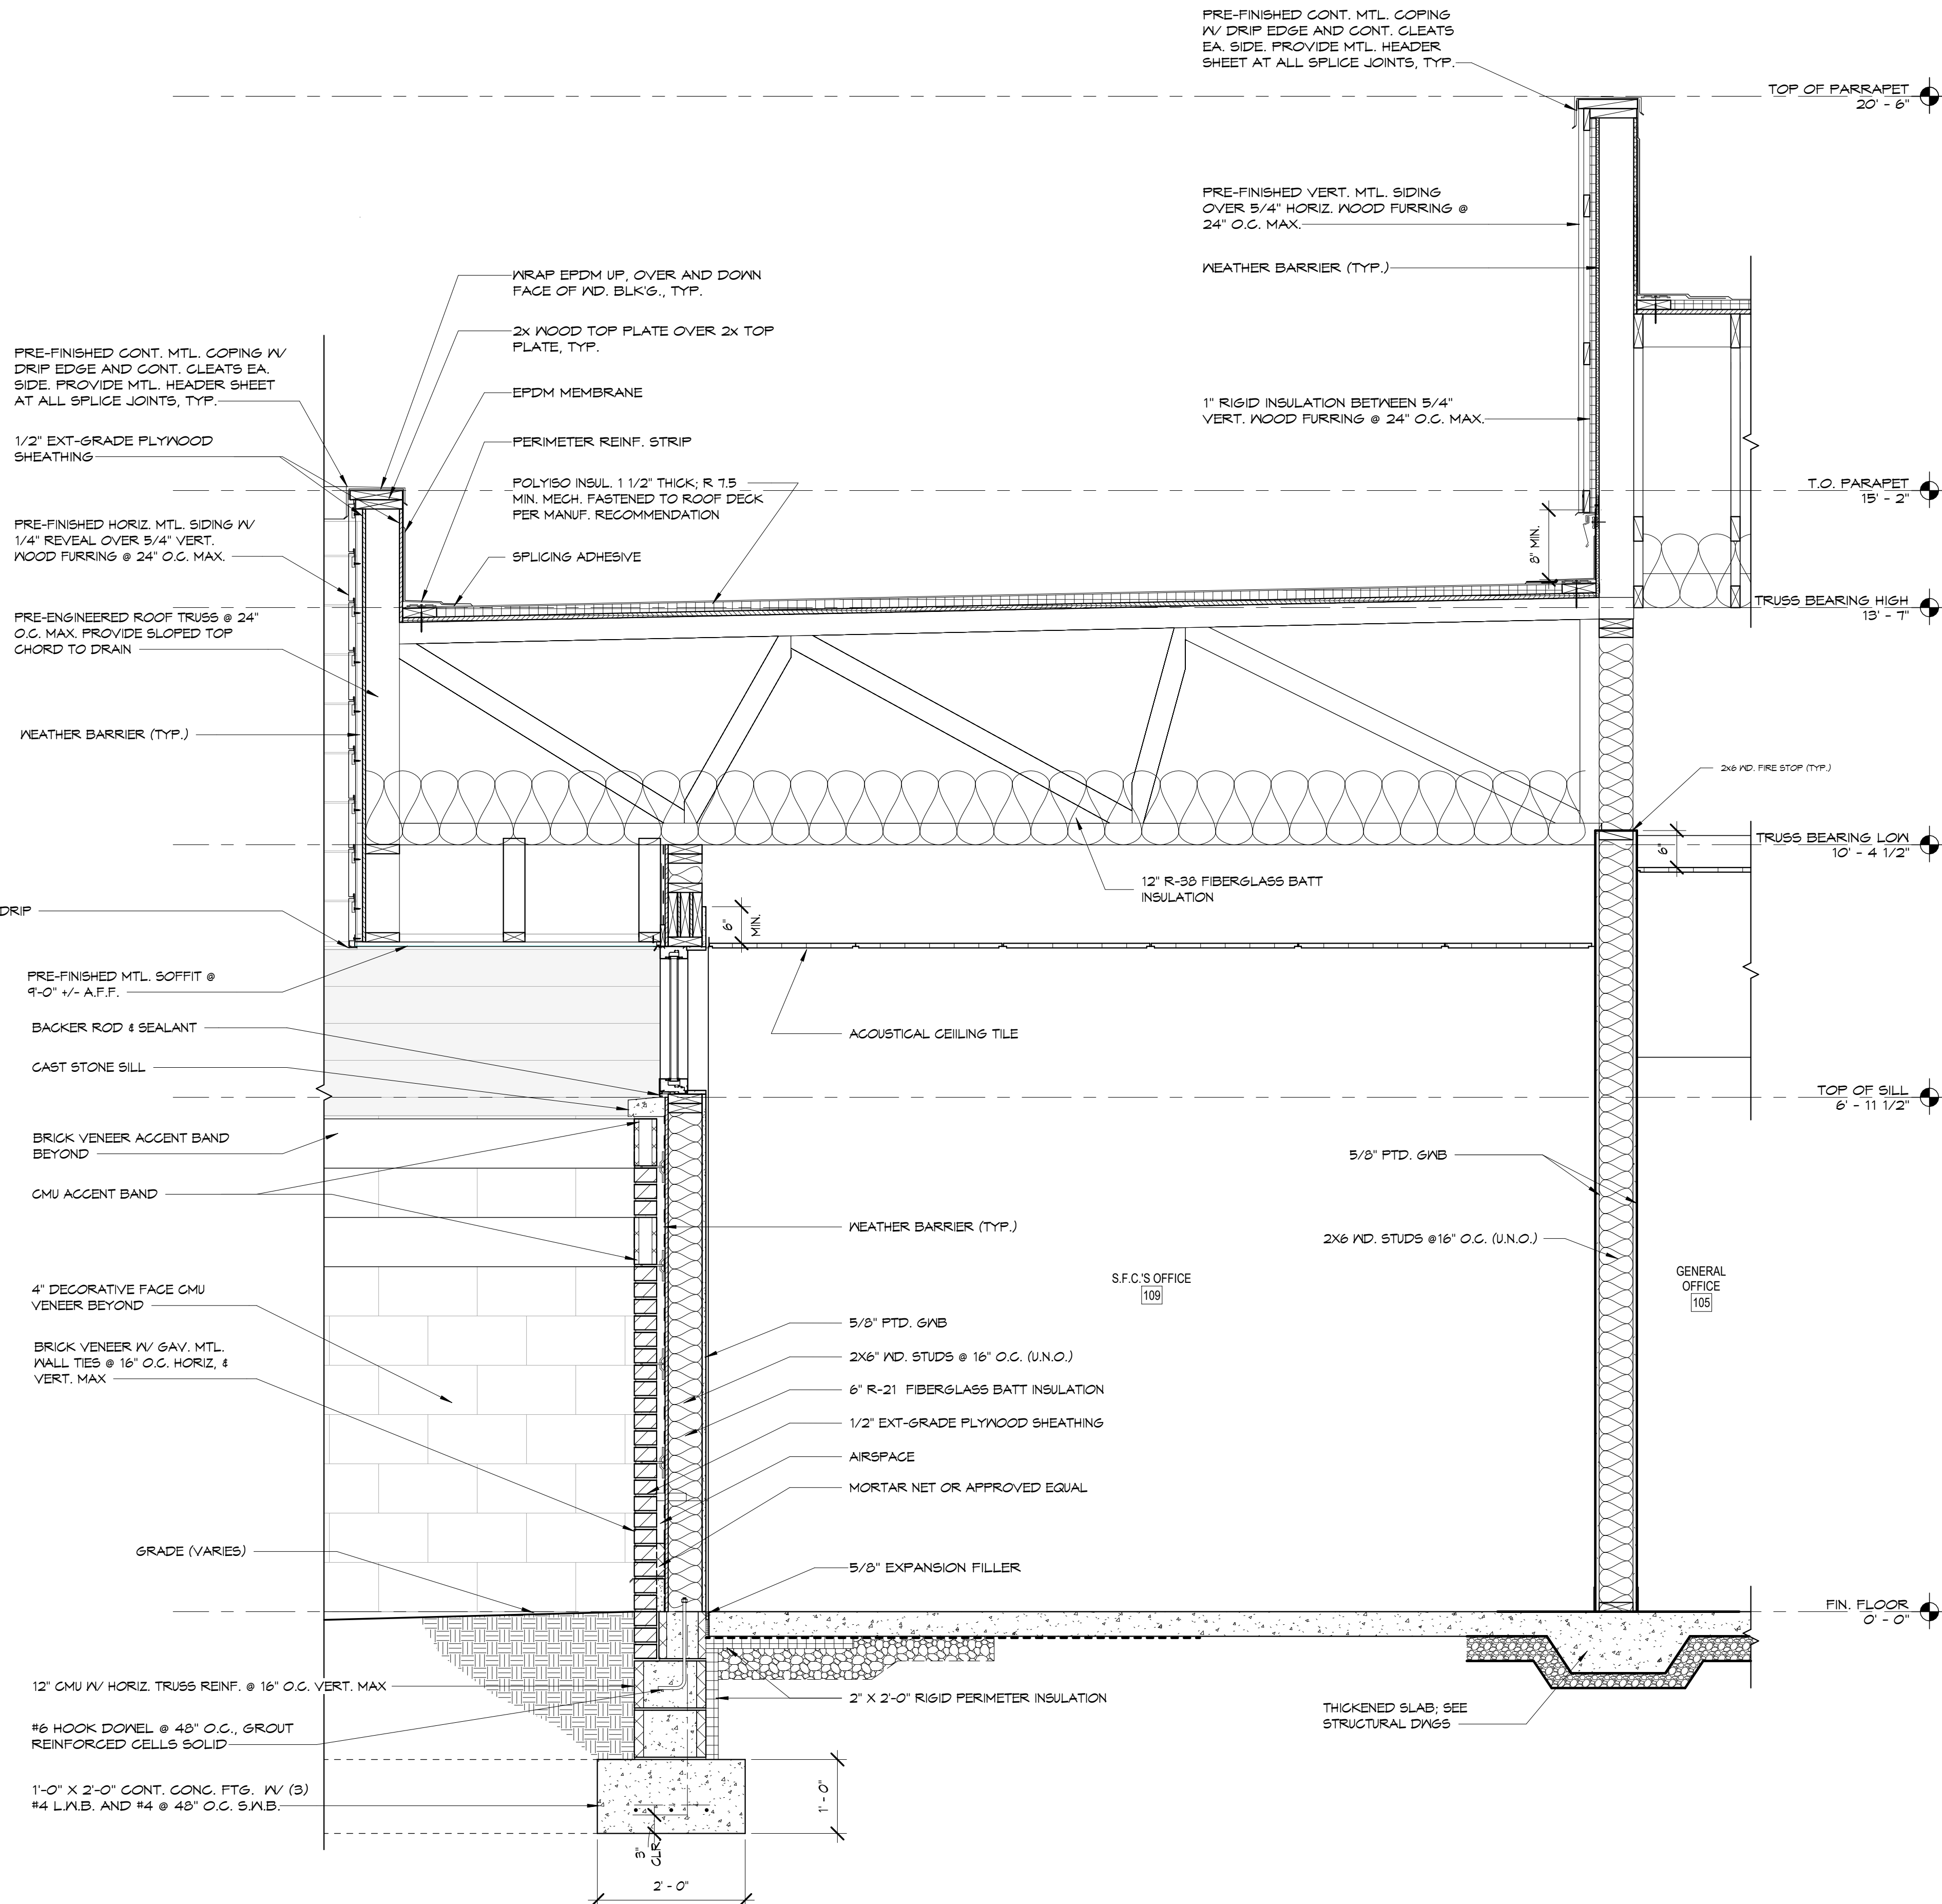 PRE-FINISHED CONT. MTL. COPING
W/ DRIP EDGE AND CONT. CLEATS
EA. SIDE. PROVIDE MTL. HEADER
SHEET AT ALL SPLICE JOINTS, TYP.
TOP OF PARRAPET
20' - 6"
PRE-FINISHED VERT. MTL. SIDING
OVER 5/4" HORIZ. WOOD FURRING @
24" O.C. MAX.
WEATHER BARRIER (TYP.)
1" RIGID INSULATION BETWEEN 5/4"
VERT. WOOD FURRING @ 24" O.C. MAX.
WRAP EPDM UP, OVER AND DOWN
FACE OF WD. BLK'G., TYP.
2x WOOD TOP PLATE OVER 2x TOP
PLATE, TYP.
EPDM MEMBRANE
PERIMETER REINF. STRIP
POLYISO INSUL. 1 1/2" THICK; R 7.5
MIN. MECH. FASTENED TO ROOF DECK
PER MANUF. RECOMMENDATION
SPLICING ADHESIVE
PRE-FINISHED CONT. MTL. COPING W/
DRIP EDGE AND CONT. CLEATS EA.
SIDE. PROVIDE MTL. HEADER SHEET
AT ALL SPLICE JOINTS, TYP.
1/2" EXT-GRADE PLYWOOD
SHEATHING
PRE-FINISHED HORIZ. MTL. SIDING W/
1/4" REVEAL OVER 5/4" VERT.
WOOD FURRING @ 24" O.C. MAX.
PRE-ENGINEERED ROOF TRUSS @ 24"
O.C. MAX. PROVIDE SLOPED TOP
CHORD TO DRAIN
WEATHER BARRIER (TYP.)
DRIP
PRE-FINISHED MTL. SOFFIT @
9'-0" +/- A.F.F.
BACKER ROD & SEALANT
CAST STONE SILL
BRICK VENEER ACCENT BAND
BEYOND
CMU ACCENT BAND
4" DECORATIVE FACE CMU
VENEER BEYOND
BRICK VENEER W/ GAV. MTL.
WALL TIES @ 16" O.C. HORIZ, &
VERT. MAX
GRADE (VARIES)
12" CMU W/ HORIZ. TRUSS REINF. @ 16" O.C. VERT. MAX
#6 HOOK DOWEL @ 48" O.C., GROUT
REINFORCED CELLS SOLID
1'-0" X 2'-0" CONT. CONC. FTG. W/ (3)
#4 L.W.B. AND #4 @ 48" O.C. S.W.B.
3"
CLR
2' - 0"
1' - 0"
T.O. PARAPET
15' - 2"
8" MIN.
TRUSS BEARING HIGH
13' - 7"
2x6 WD. FIRE STOP (TYP.)
TRUSS BEARING LOW
10' - 4 1/2"
6"
12" R-38 FIBERGLASS BATT
INSULATION
6"
MIN.
ACOUSTICAL CEIILING TILE
TOP OF SILL
6' - 11 1/2"
5/8" PTD. GWB
WEATHER BARRIER (TYP.)
2X6 WD. STUDS @16" O.C. (U.N.O.)
S.F.C.'S OFFICE
109
GENERAL
OFFICE
105
5/8" PTD. GWB
2X6" WD. STUDS @ 16" O.C. (U.N.O.)
6" R-21 FIBERGLASS BATT INSULATION
1/2" EXT-GRADE PLYWOOD SHEATHING
AIRSPACE
MORTAR NET OR APPROVED EQUAL
5/8" EXPANSION FILLER
FIN. FLOOR
0' - 0"
2" X 2'-0" RIGID PERIMETER INSULATION
THICKENED SLAB; SEE
STRUCTURAL DWGS